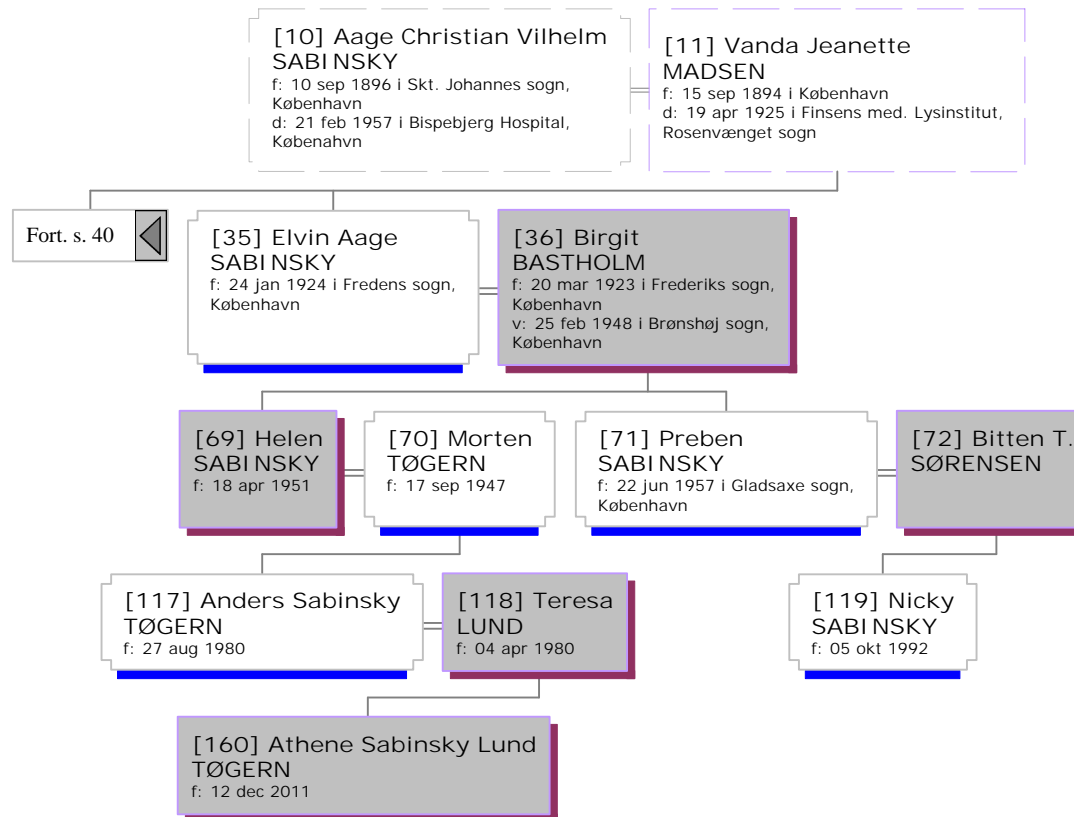 [10] Aage Christian Vilhelm
SABINSKY
f: 10 sep 1896 i Skt. Johannes sogn,
København
d: 21 feb 1957 i Bispebjerg Hospital,
Købenahvn
[11] Vanda Jeanette
MADSEN
f: 15 sep 1894 i København
d: 19 apr 1925 i Finsens med. Lysinstitut,
Rosenvænget sogn
Fort. s. 40
[35] Elvin Aage
SABINSKY
f: 24 jan 1924 i Fredens sogn,
København
[36] Birgit
BASTHOLM
f: 20 mar 1923 i Frederiks sogn,
København
v: 25 feb 1948 i Brønshøj sogn,
København
[69] Helen
SABINSKY
f: 18 apr 1951
[70] Morten
TØGERN
f: 17 sep 1947
[71] Preben
SABINSKY
f: 22 jun 1957 i Gladsaxe sogn,
København
[72] Bitten T.
SØRENSEN
[117] Anders Sabinsky
TØGERN
f: 27 aug 1980
[118] Teresa
LUND
f: 04 apr 1980
[119] Nicky
SABINSKY
f: 05 okt 1992
[160] Athene Sabinsky Lund
TØGERN
f: 12 dec 2011